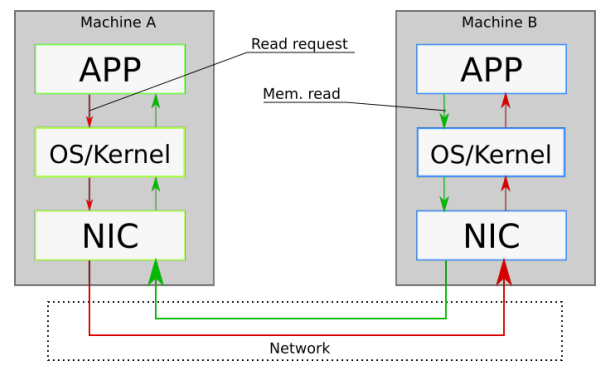 Machine A
Machine B
Read request
APP
APP
Mem. read
OS/Kernel
OS/Kernel
NIC
NIC
Network